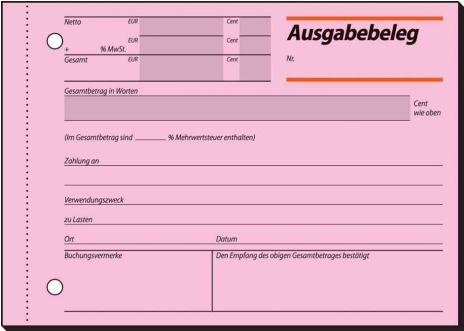 Netto EUR Cent
Ausgabebeleg
EUR Cent
+ % MwSt.
Gesamt EUR Cent
Nr.
Gesamtbetrag in Worten
Cent
wie oben
(Im Gesamtbetrag sind ________ % Mehrwertsteuer enthalten)
Zahlung an
Verwendungszweck
zu Lasten
Ort Datum
Buchungsvermerke Den Empfang des obigen Gesamtbetrages bestätigt